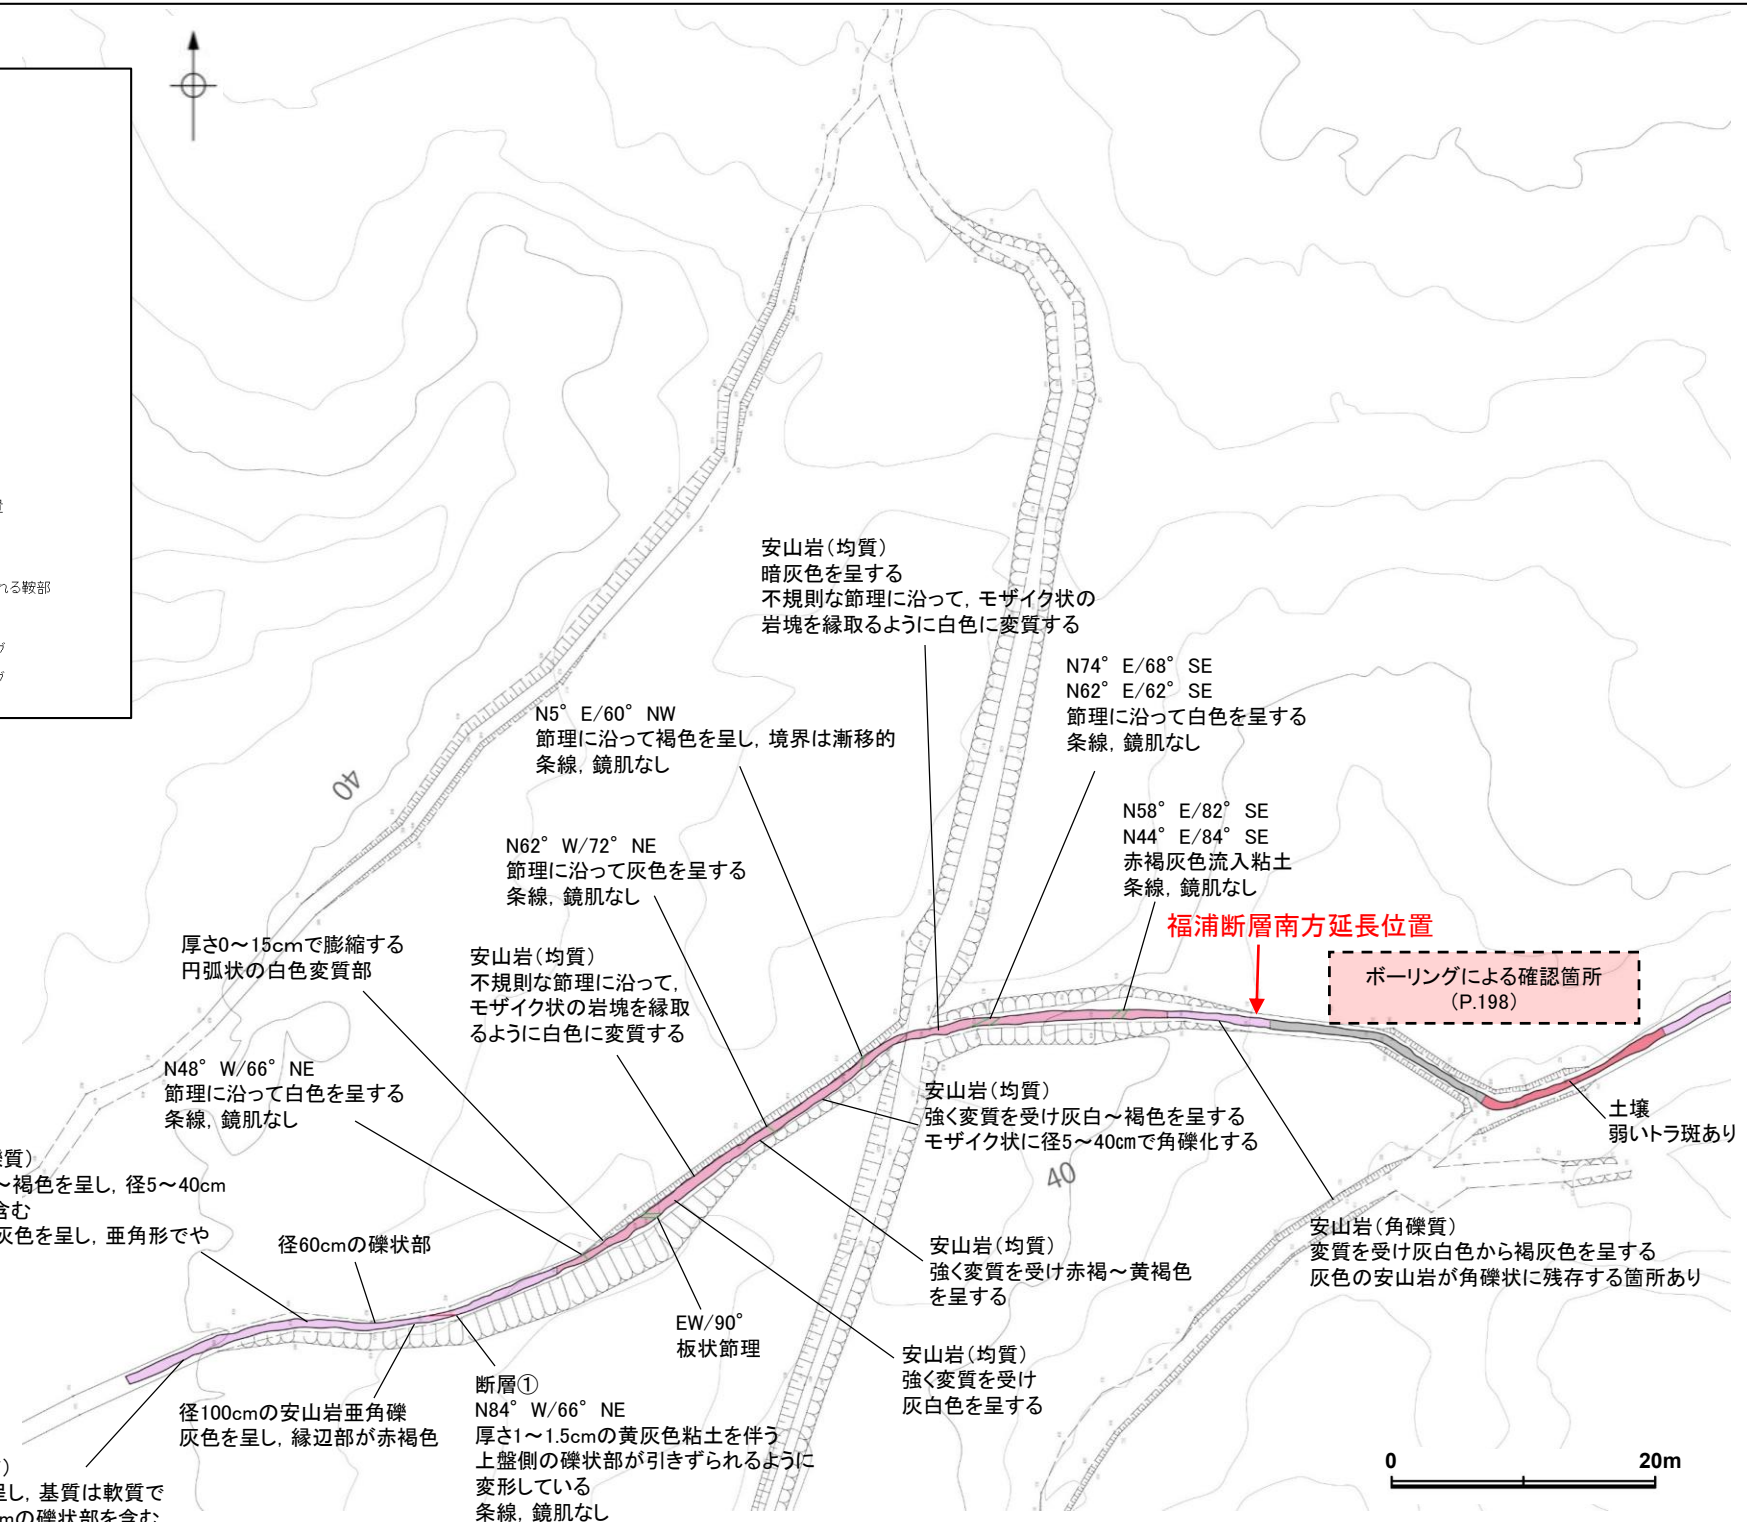 れる鞍部
安山岩(均質)
暗灰色を呈する
不規則な節理に沿って, モザイク状の
岩塊を縁取るように白色に変質する
N74° E/68° SE
N62° E/62° SE
節理に沿って白色を呈する
条線, 鏡肌なし
N5° E/60° NW
節理に沿って褐色を呈し, 境界は漸移的
条線, 鏡肌なし
40
N58° E/82° SE
N44° E/84° SE
赤褐灰色流入粘土
条線, 鏡肌なし
N62° W/72° NE
節理に沿って灰色を呈する
条線, 鏡肌なし
福浦断層南方延長位置
厚さ0～15cmで膨縮する
円弧状の白色変質部
安山岩(均質)
不規則な節理に沿って,
モザイク状の岩塊を縁取
るように白色に変質する
ボーリングによる確認箇所
(P.198)
N48° W/66° NE
節理に沿って白色を呈する
条線, 鏡肌なし
安山岩(均質)
強く変質を受け灰白～褐色を呈する
モザイク状に径5～40cmで角礫化する
土壌
弱いトラ斑あり
質)
～褐色を呈し, 径5～40cm
含む
灰色を呈し, 亜角形でや
40
径60cmの礫状部
安山岩(均質)
強く変質を受け赤褐～黄褐色
を呈する
安山岩(角礫質)
変質を受け灰白色から褐灰色を呈する
灰色の安山岩が角礫状に残存する箇所あり
EW/90°
板状節理
安山岩(均質)
強く変質を受け
灰白色を呈する
径100cmの安山岩亜角礫
灰色を呈し, 縁辺部が赤褐色
断層①
N84° W/66° NE
厚さ1～1.5cmの黄灰色粘土を伴う
上盤側の礫状部が引きずられるように
変形している
条線, 鏡肌なし
)
呈し, 基質は軟質で
cmの礫状部を含む
0 20m